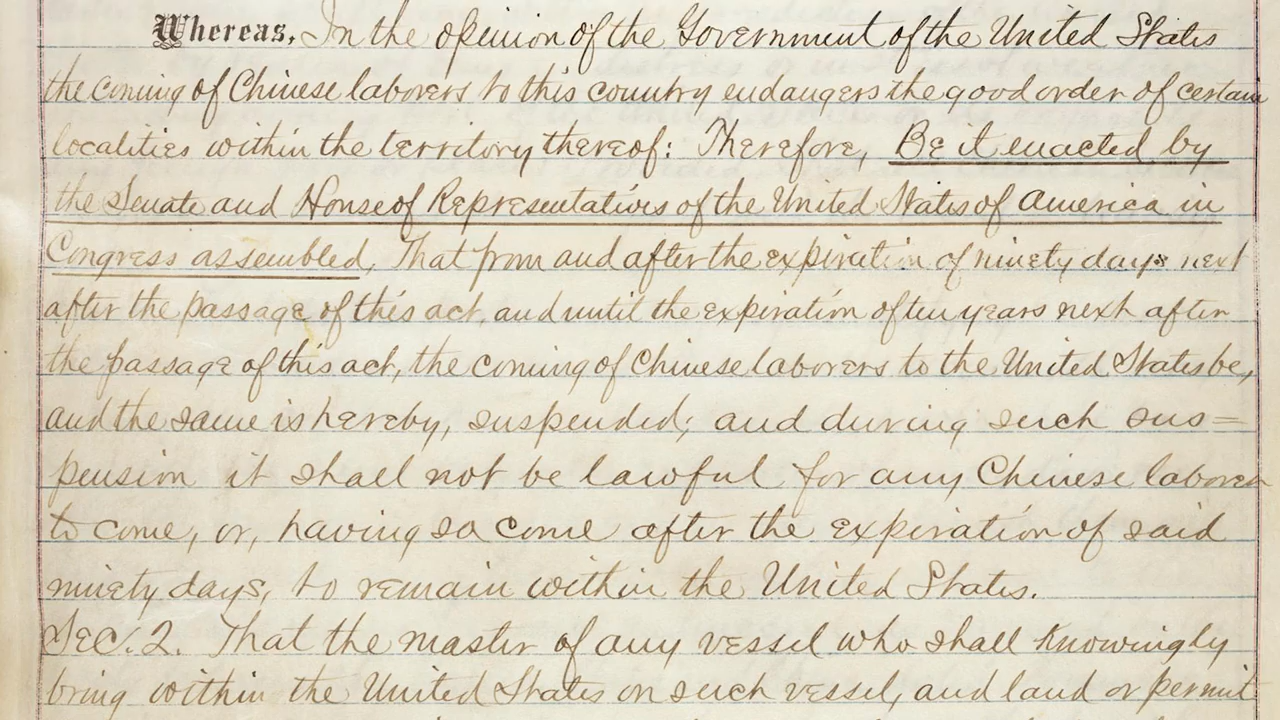 Whereas, In the opinion of the Government of the United States
the coming of Chinese laborers to this country endangers the good order of certain
localities within the territory thereof: Therefore, Be it enacted by
the Senate and House of Representatives of the United States of America in
Congress assembled, That from and after the expiration of ninety days next
after the passage of this act, and until the expiration of ten years next after
the passage of this act, the coming of Chinese laborers to the United States be,
and the same is hereby, suspended; and during such sus=
pension it shall not be lawful for any Chinese laborer
to come, or, having so come after the expiration of said
ninety days, to remain within the United States.
Sec. 2. That the master of any vessel who shall knowingly
bring within the United States on such vessel, and land or permit